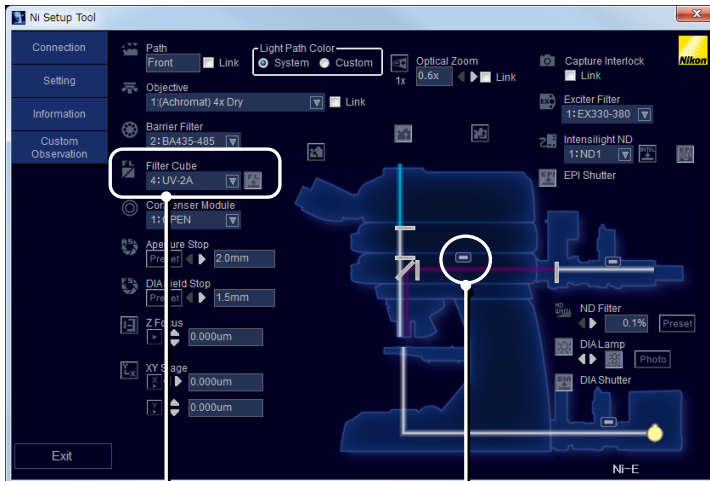 Ni Setup Tool
Connection
Setting
Information
Custom
Observation
Exit
Path
Front Link
Light Path Color
System Custom
Objective
1:(Achromat) 4x Dry Link
Barrier Filter
2:BA435-485
Filter Cube
4:UV-2A
Condenser Module
1:OPEN
Aperture Stop
Preset 2.0mm
DIA Field Stop
Preset 1.5mm
Z Focus
0.000um
XY Stage
X 0.000um
Y 0.000um
Optical Zoom
1x 0.6x Link
Capture Interlock
Link
Nikon
Exciter Filter
1:EX330-380
Intensilight ND
1:ND1
EPI Shutter
ND Filter
0.1% Preset
DIA Lamp
Photo
DIA Shutter
Ni-E